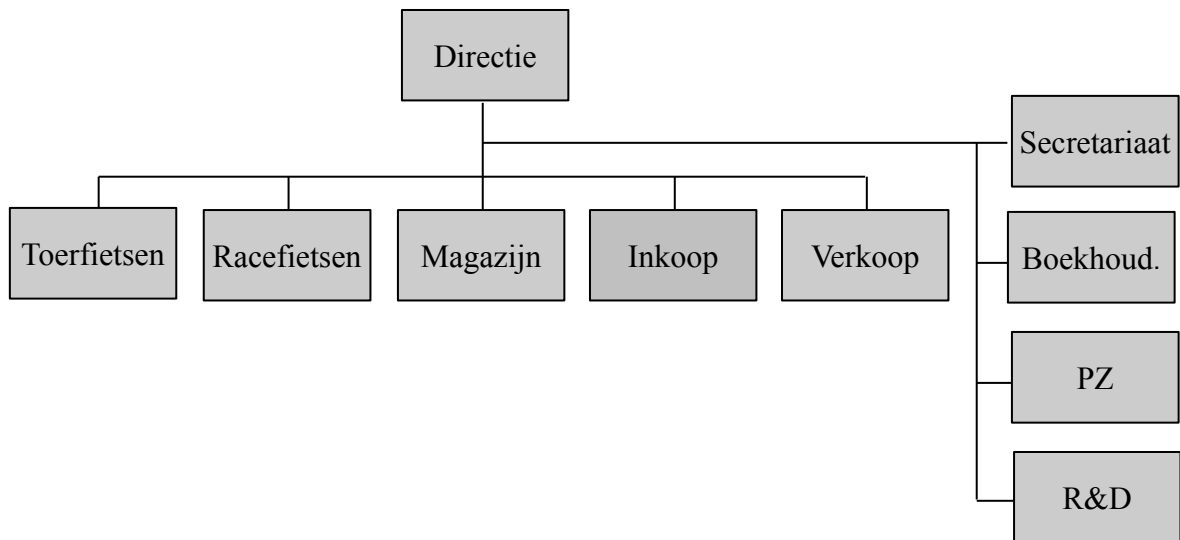 Directie
Secretariaat
Toerfietsen
Racefietsen
Magazijn
Inkoop
Verkoop
Boekhoud.
PZ
R&D